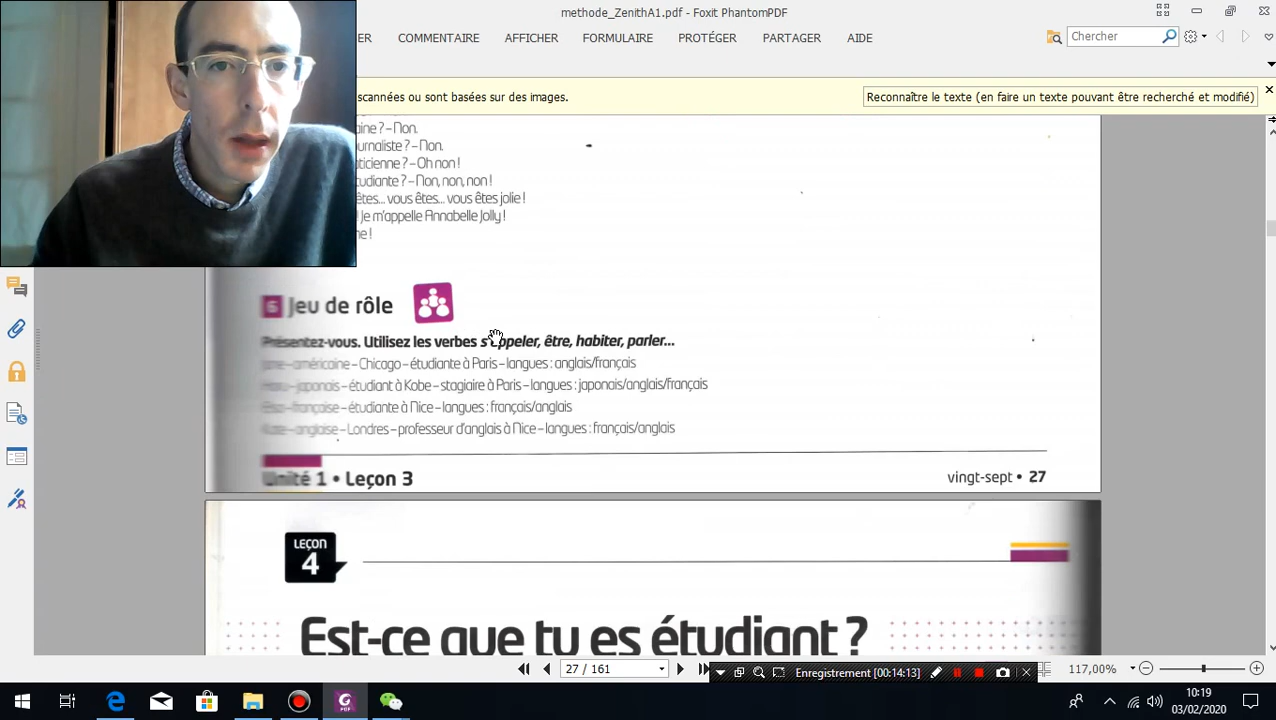 methode_ZenithA1.pdf - Foxit PhantomPDF
COMMENTAIRE AFFICHER FORMULAIRE PROTÉGER PARTAGER AIDE
Chercher
scannées ou sont basées sur des images.
Reconnaître le texte (en faire un texte pouvant être recherché et modifié)
? – Non.
? – Non.
? – Oh non !
? – Non, non, non !
êtes... vous êtes... vous êtes jolie !
! Je m'appelle Annabelle Jolly !
!
6 Jeu de rôle
Présentez-vous. Utilisez les verbes s'appeler, être, habiter, parler...
américaine – Chicago – étudiante à Paris – langues : anglais/français
japonais – étudiant à Kobe – stagiaire à Paris – langues : japonais/anglais/français
française – étudiante à Nice – langues : français/anglais
anglaise – Londres – professeur d'anglais à Nice – langues : français/anglais
Unité 1 • Leçon 3
vingt-sept • 27
LEÇON
4
Est-ce que tu es étudiant ?
27 / 161
Enregistrement (00:14:13)
117,00%
10:19
03/02/2020